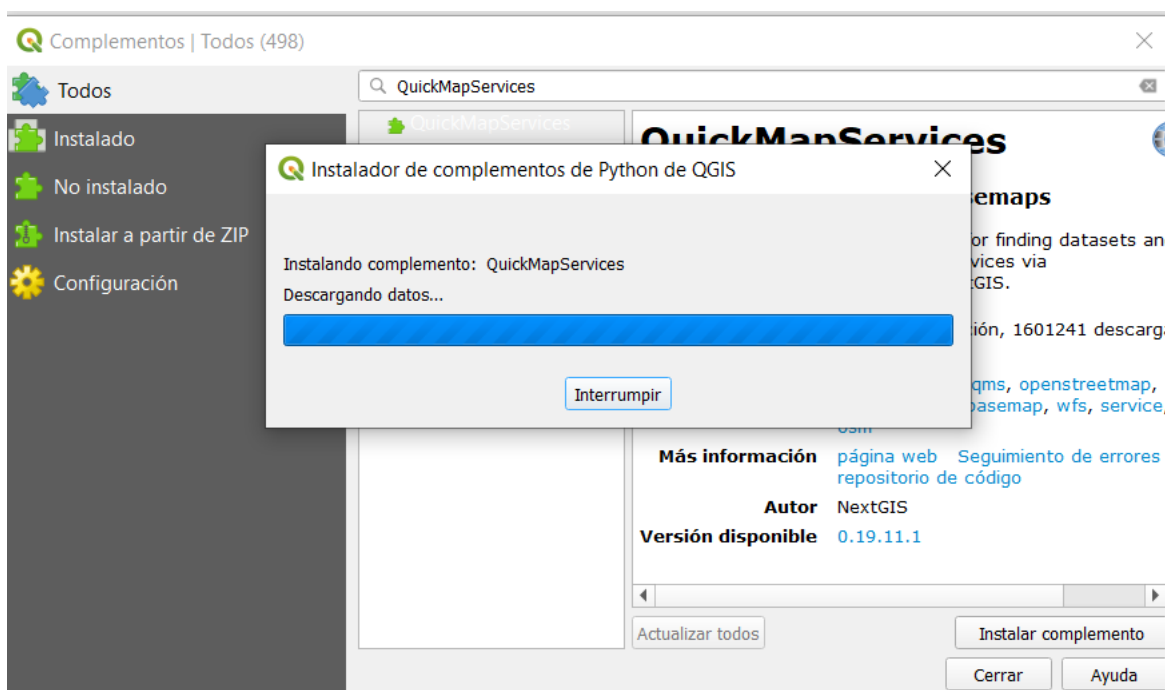 Complementos | Todos (498)
Todos
Instalado
No instalado
Instalar a partir de ZIP
Configuración
QuickMapServices
QuickMapServices
QuickMapServices
Instalador de complementos de Python de QGIS
Instalando complemento: QuickMapServices
Descargando datos...
Interrumpir
emaps
or finding datasets an
vices via
GIS.
ión, 1601241 descarga
qms, openstreetmap,
basemap, wfs, service,
osm
Más información página web Seguimiento de errores
repositorio de código
Autor NextGIS
Versión disponible 0.19.11.1
Actualizar todos
Instalar complemento
Cerrar Ayuda